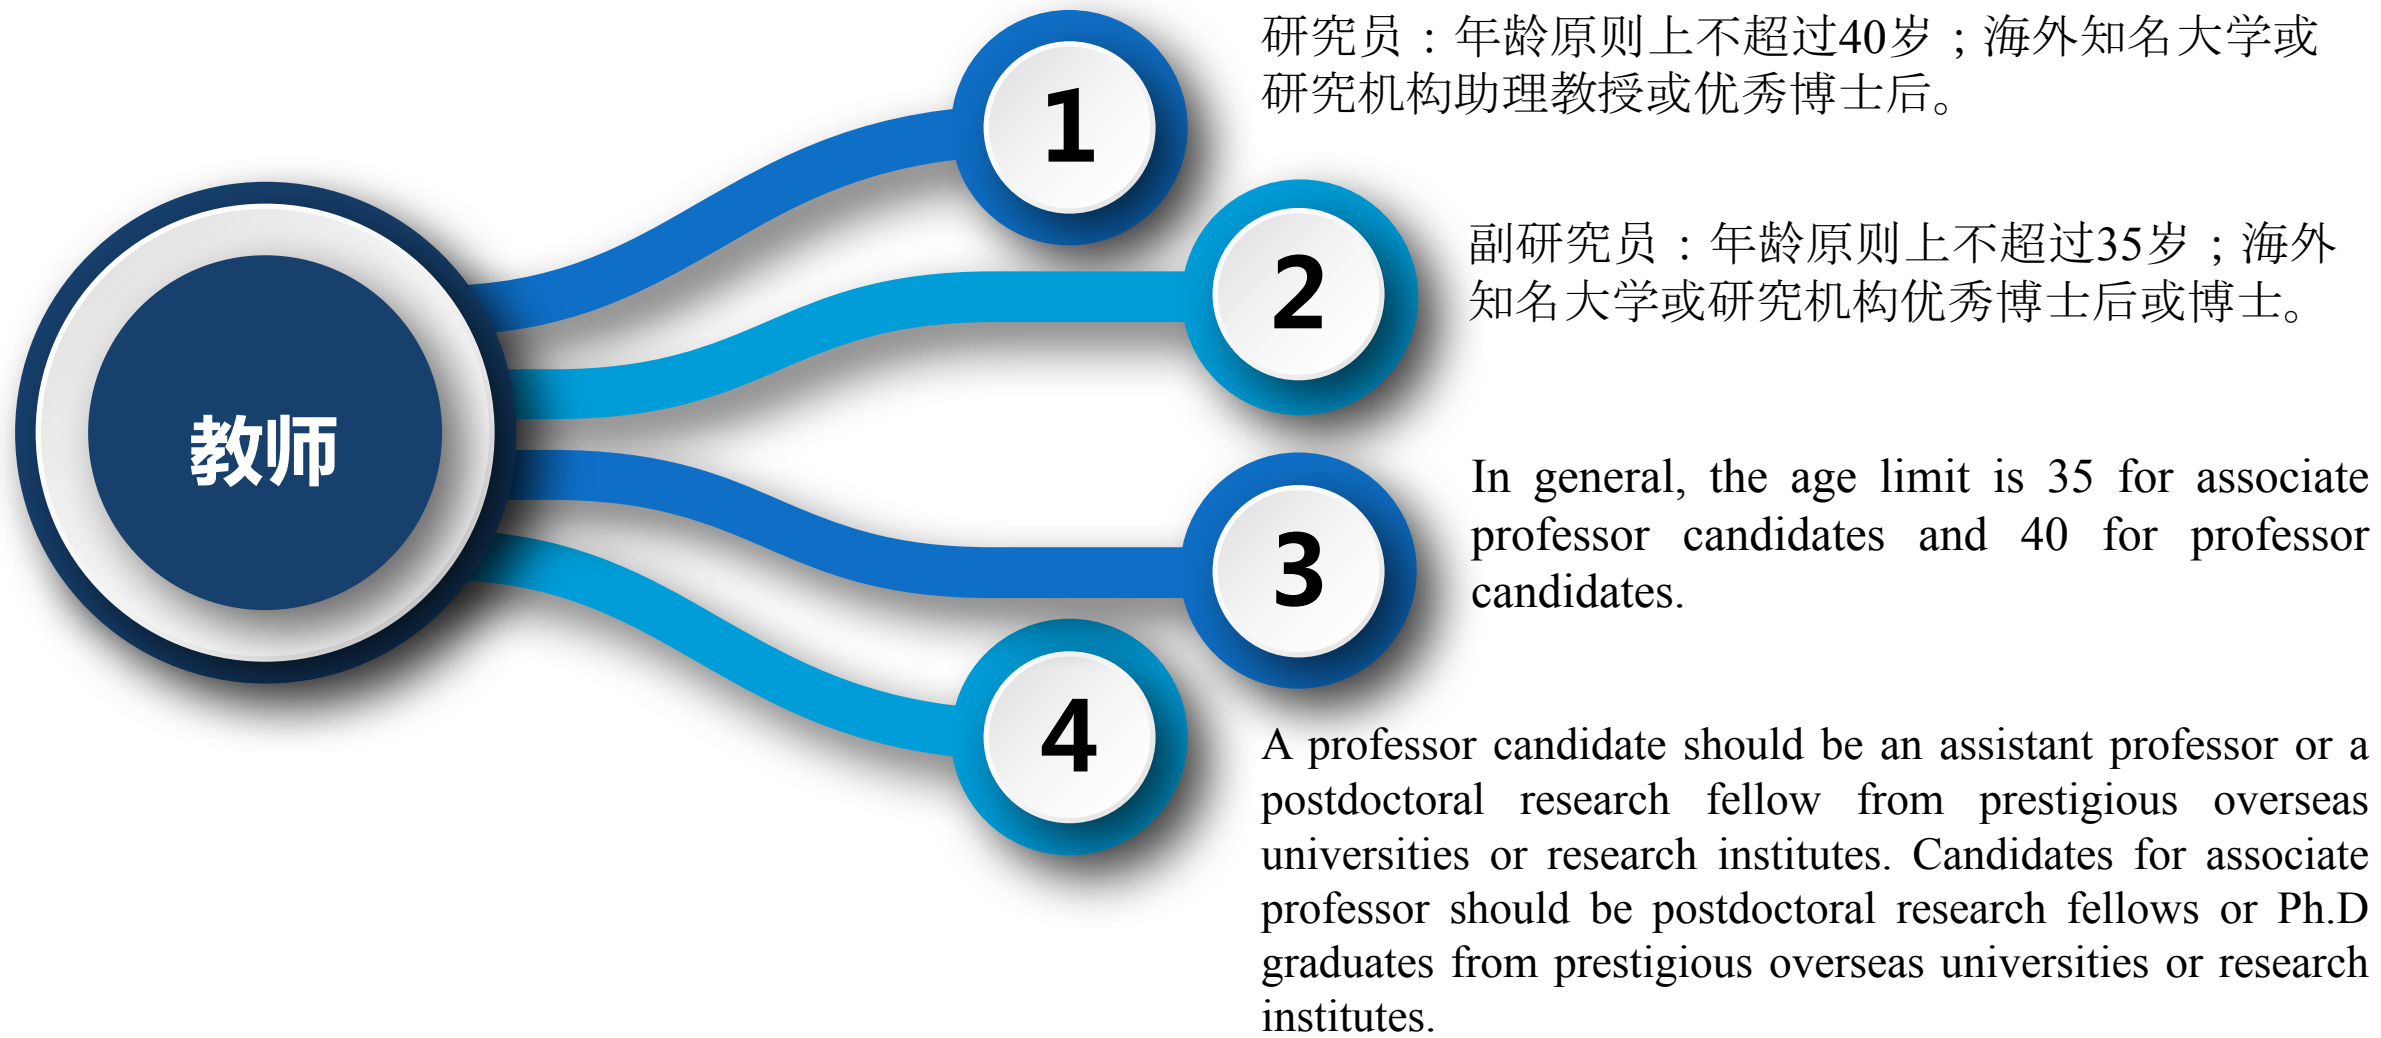 教师
1
研究员：年龄原则上不超过40岁；海外知名大学或
研究机构助理教授或优秀博士后。
2
副研究员：年龄原则上不超过35岁；海外
知名大学或研究机构优秀博士后或博士。
3
In general, the age limit is 35 for associate
professor candidates and 40 for professor
candidates.
4
A professor candidate should be an assistant professor or a
postdoctoral research fellow from prestigious overseas
universities or research institutes. Candidates for associate
professor should be postdoctoral research fellows or Ph.D
graduates from prestigious overseas universities or research
institutes.